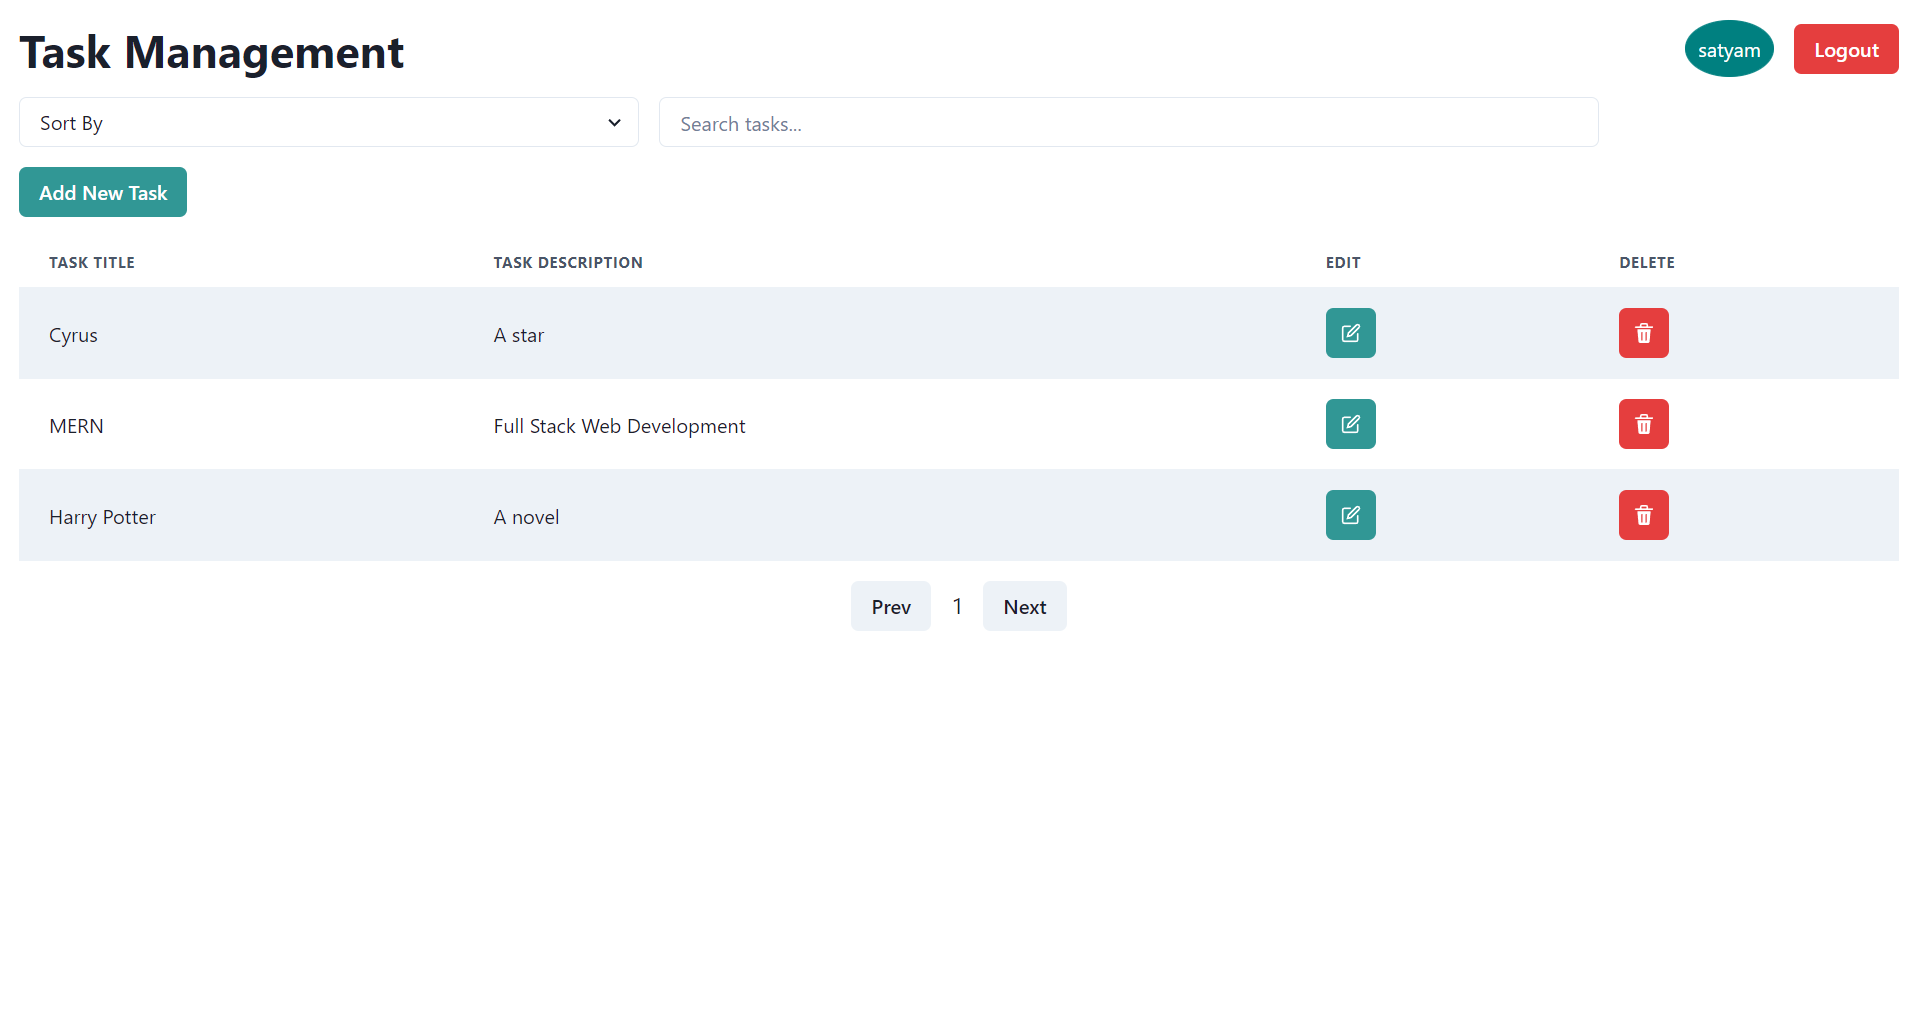 Task Management
satyam
Logout
Sort By
Search tasks...
Add New Task
TASK TITLE TASK DESCRIPTION EDIT DELETE
Cyrus A star
MERN Full Stack Web Development
Harry Potter A novel
Prev 1 Next